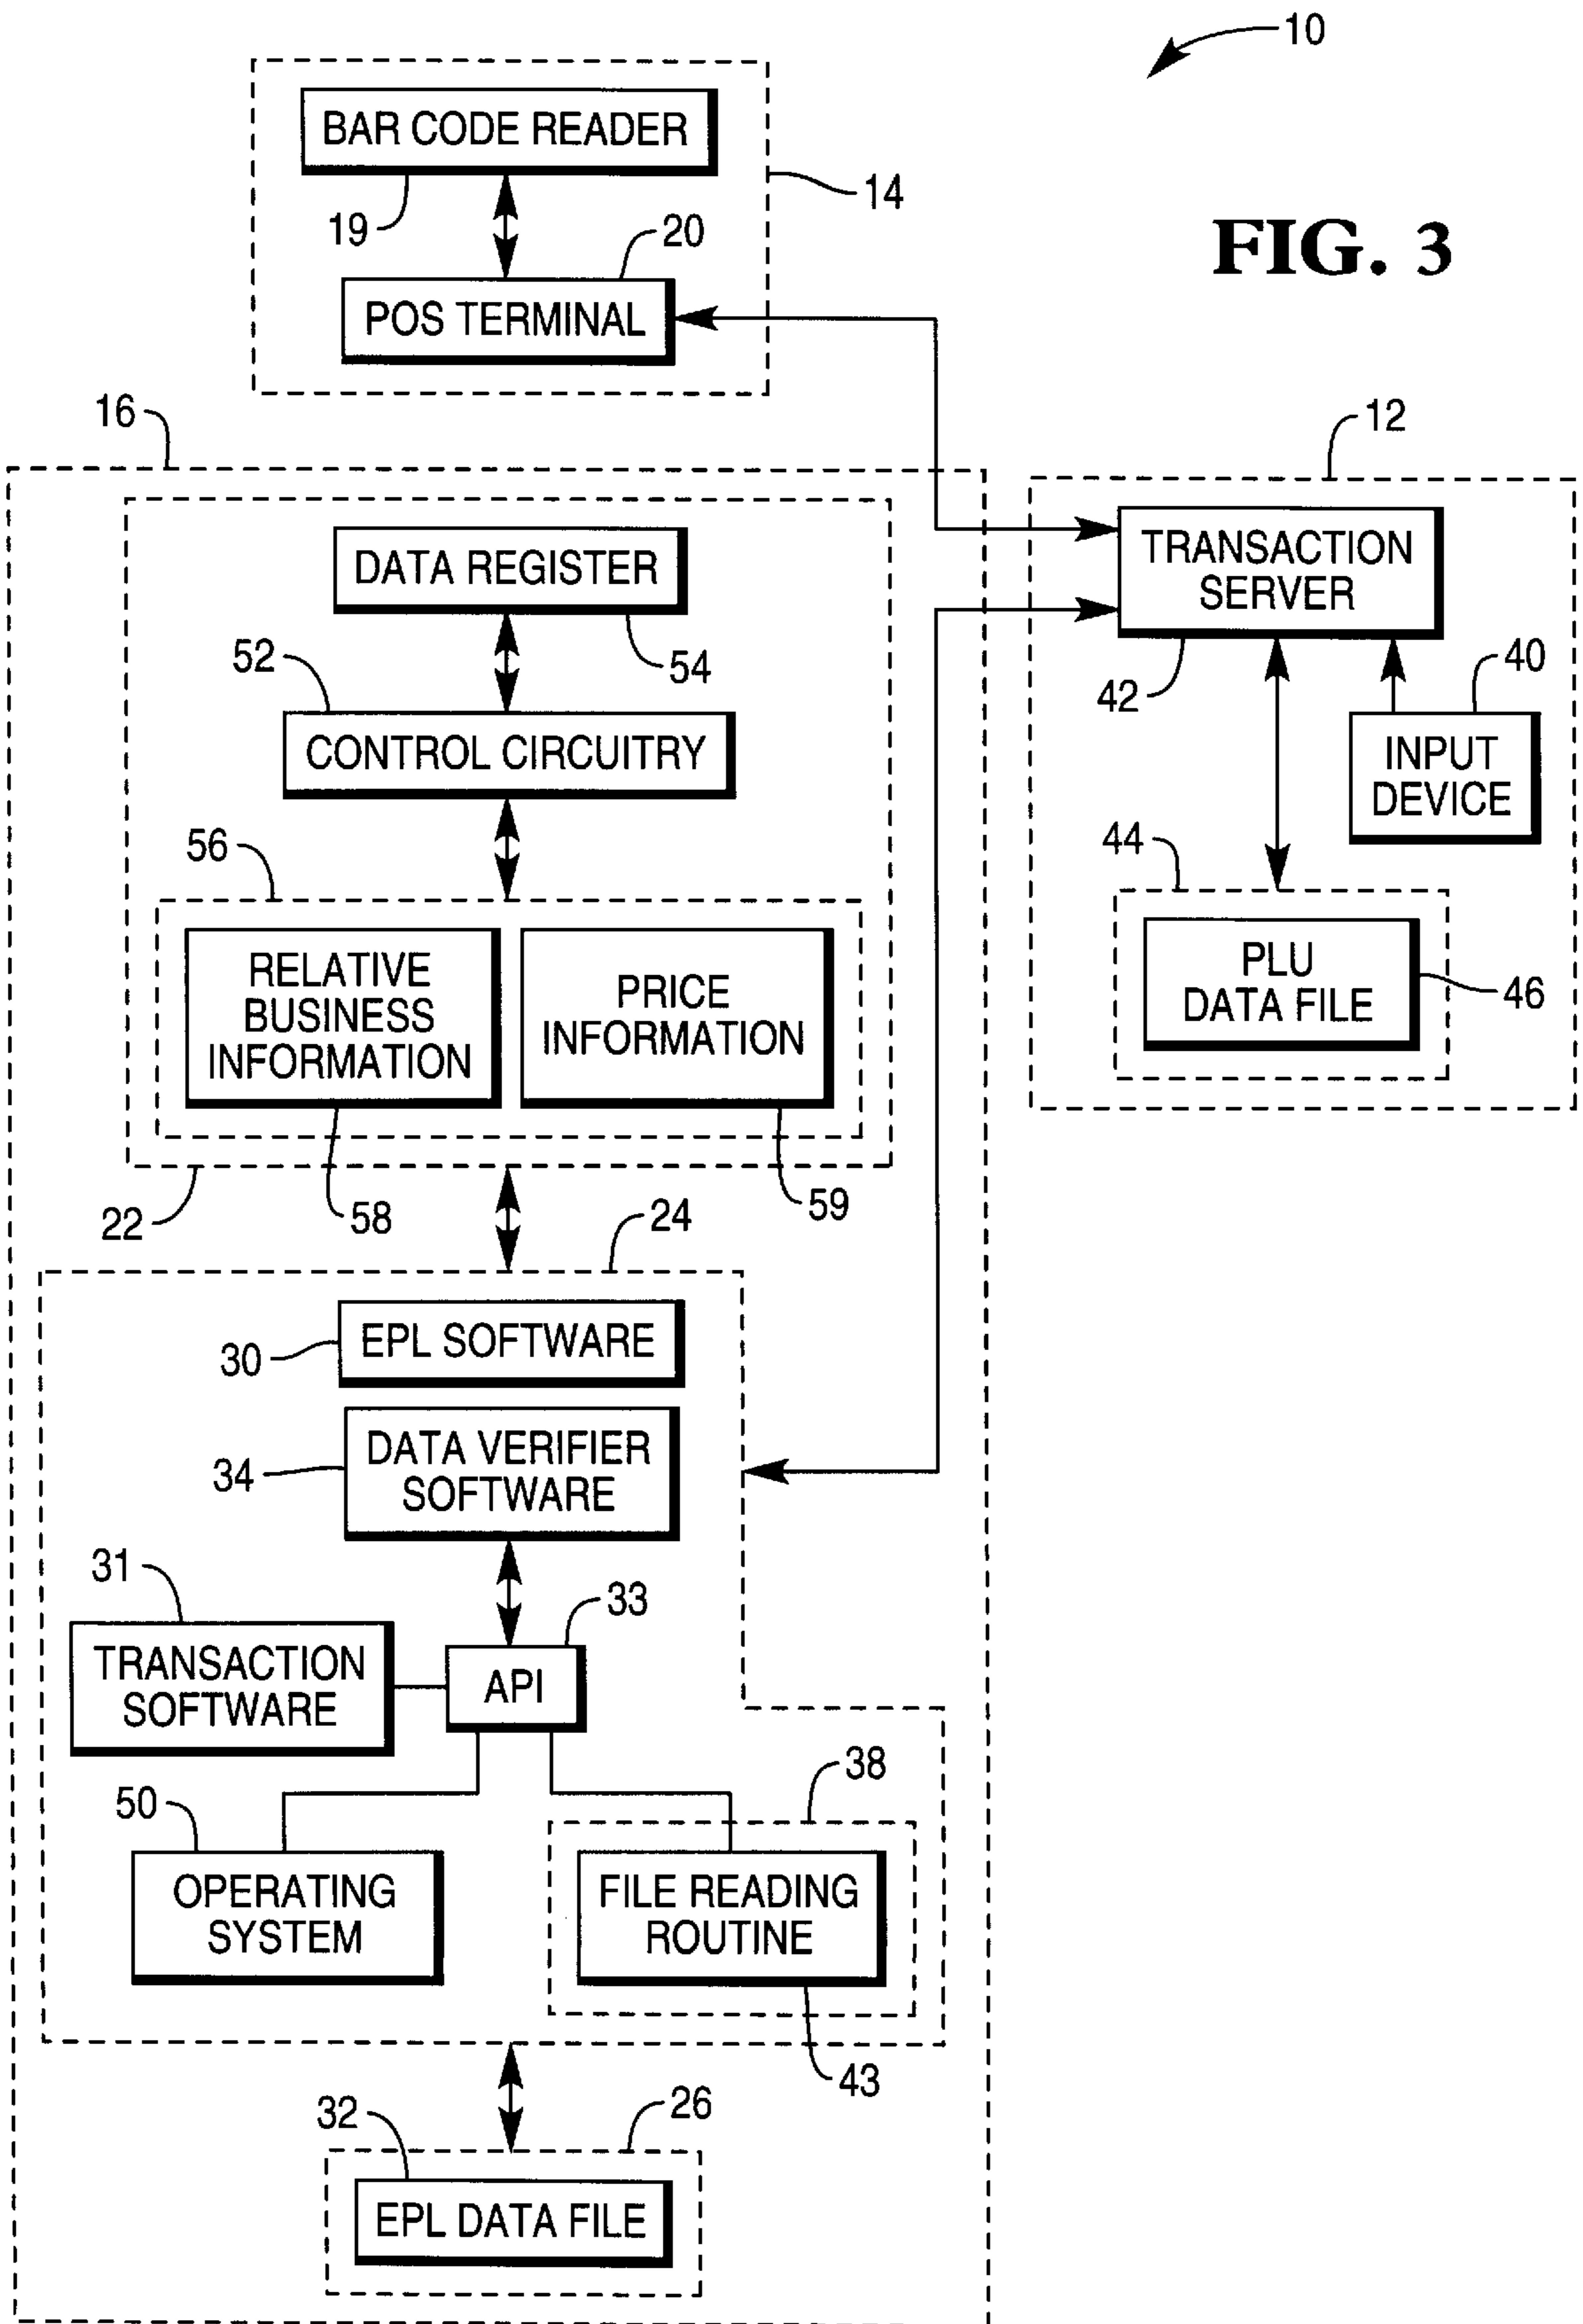 10
BAR CODE READER
14
19
20
FIG. 3
POS TERMINAL
16
12
DATA REGISTER
TRANSACTION
SERVER
52
54
42
40
CONTROL CIRCUITRY
INPUT
DEVICE
56
44
RELATIVE
BUSINESS
INFORMATION
PRICE
INFORMATION
PLU
DATA FILE
46
22
58
59
24
EPL SOFTWARE
30
DATA VERIFIER
SOFTWARE
34
31
33
TRANSACTION
SOFTWARE
API
38
50
OPERATING
SYSTEM
FILE READING
ROUTINE
43
32
26
EPL DATA FILE